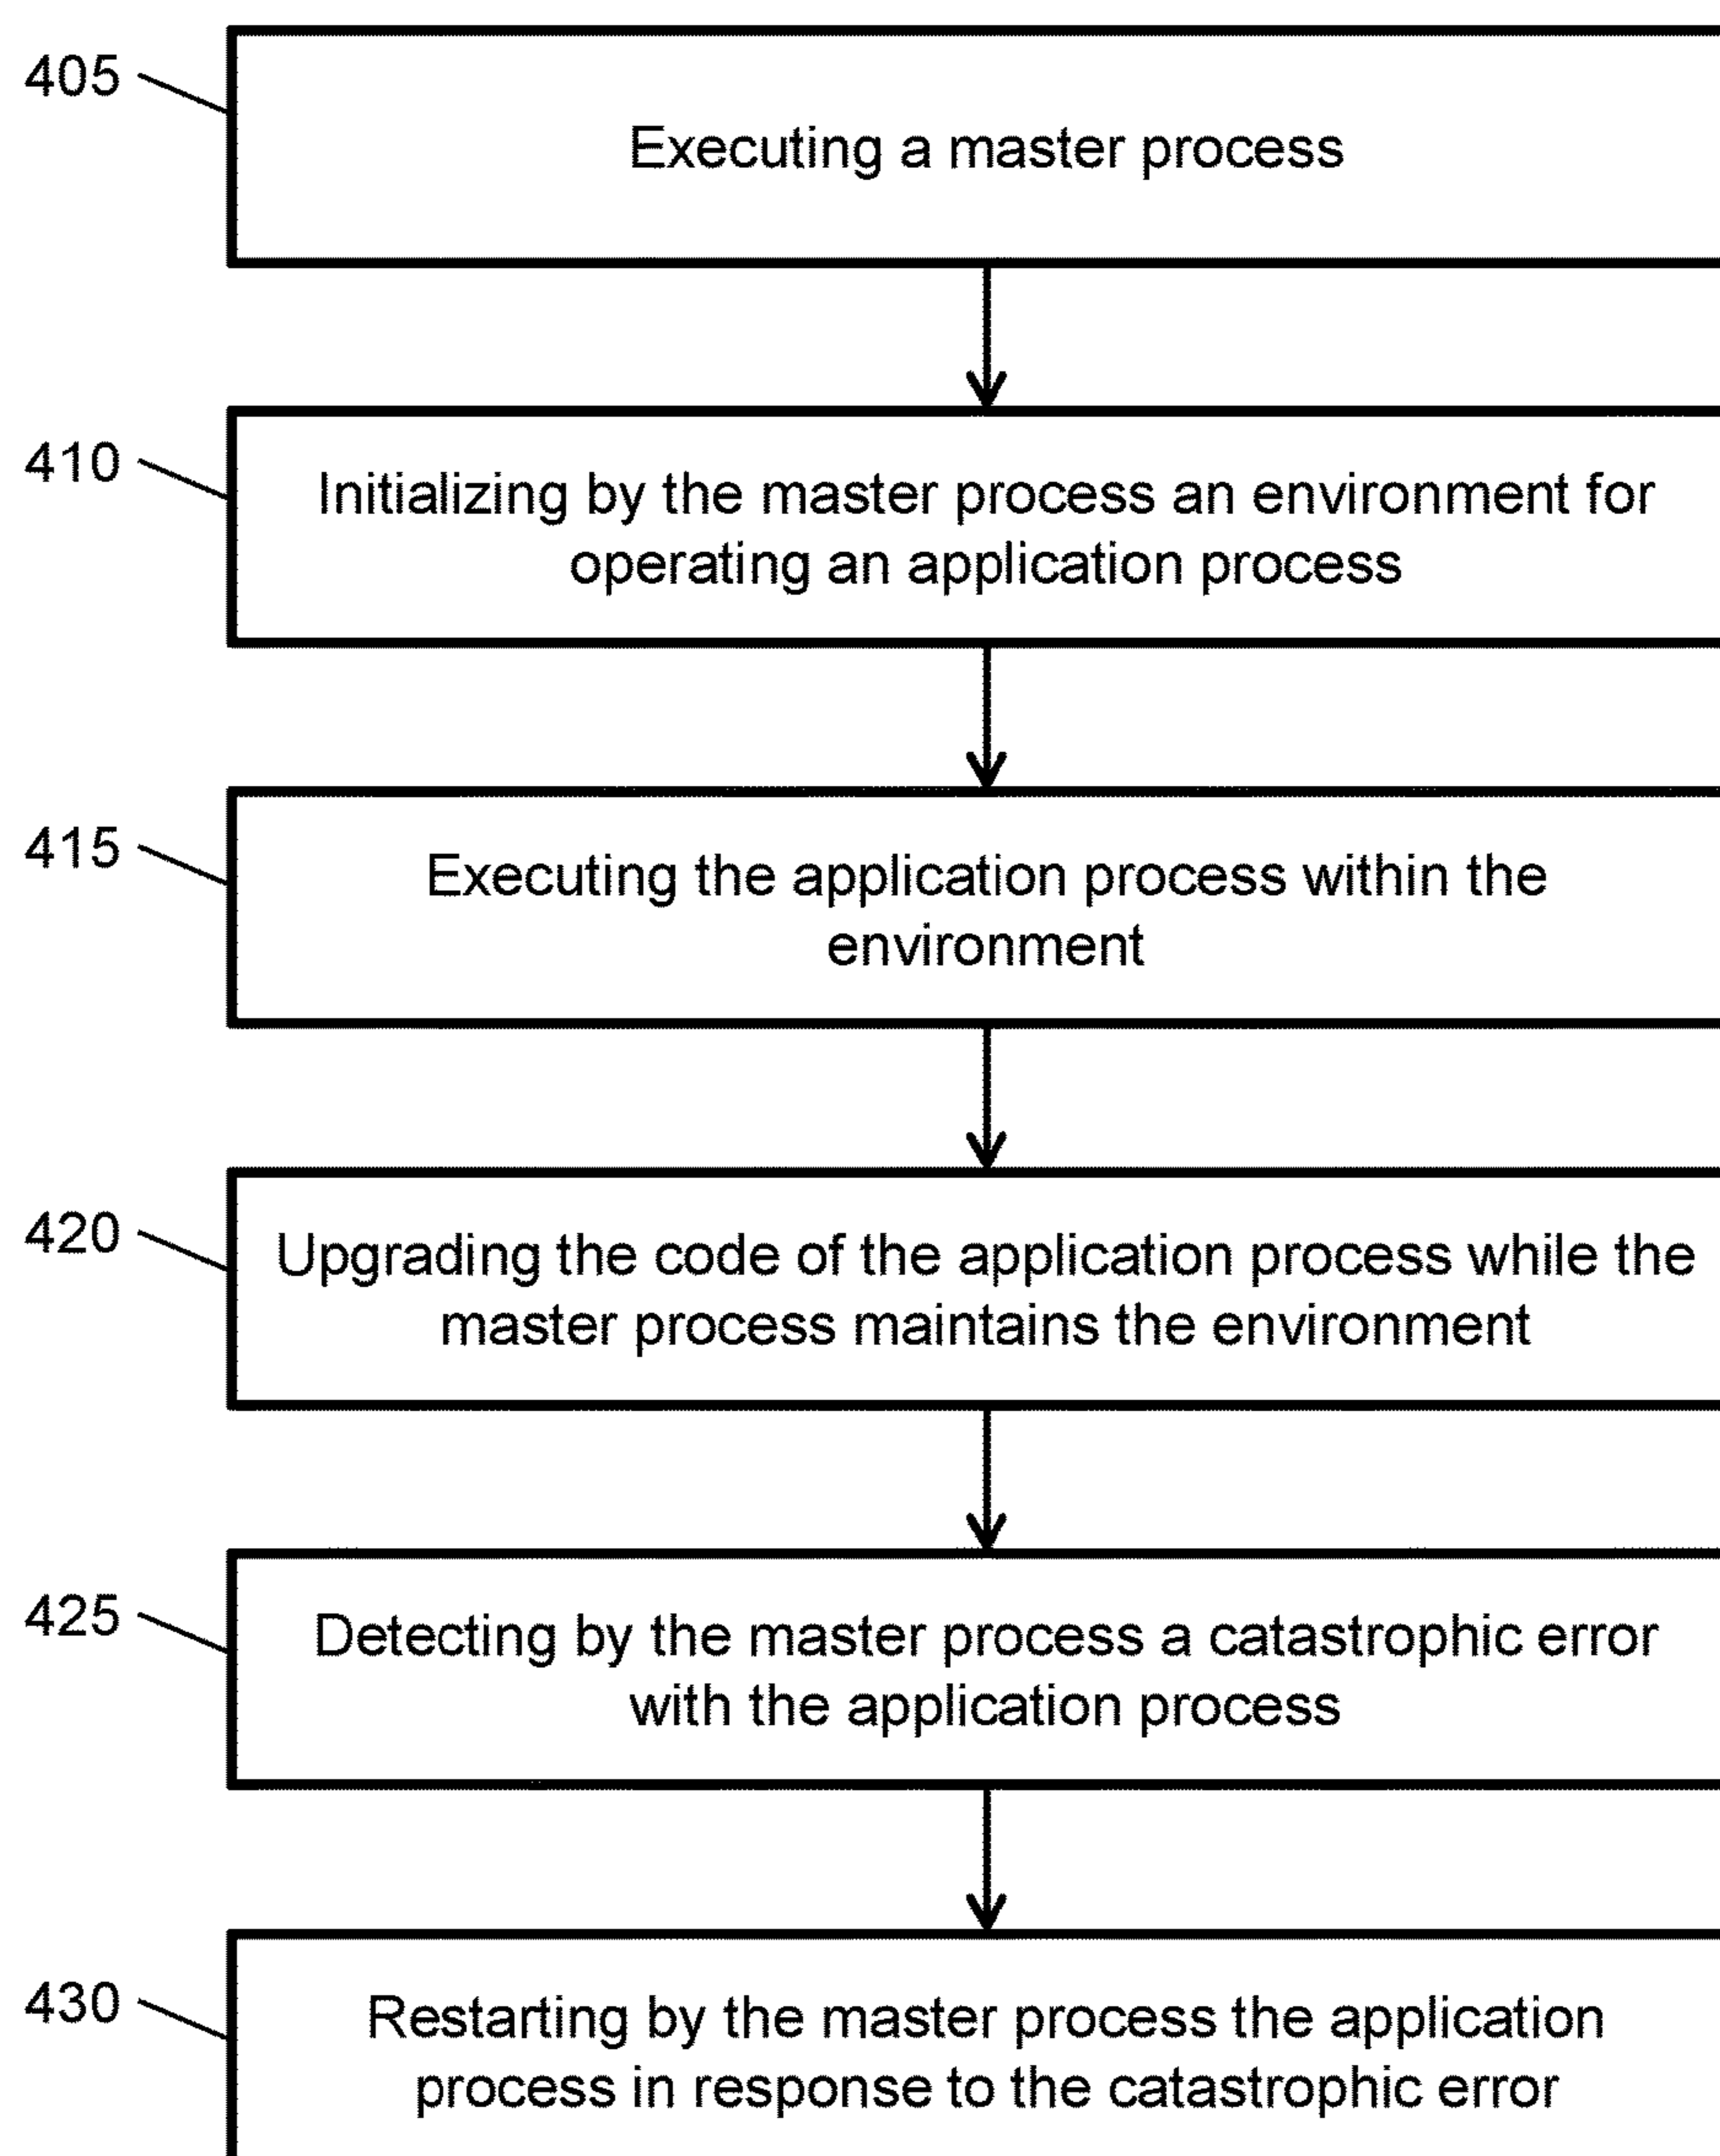 405
Executing a master process
410
Initializing by the master process an environment for
operating an application process
415
Executing the application process within the
environment
420
Upgrading the code of the application process while the
master process maintains the environment
425
Detecting by the master process a catastrophic error
with the application process
430
Restarting by the master process the application
process in response to the catastrophic error